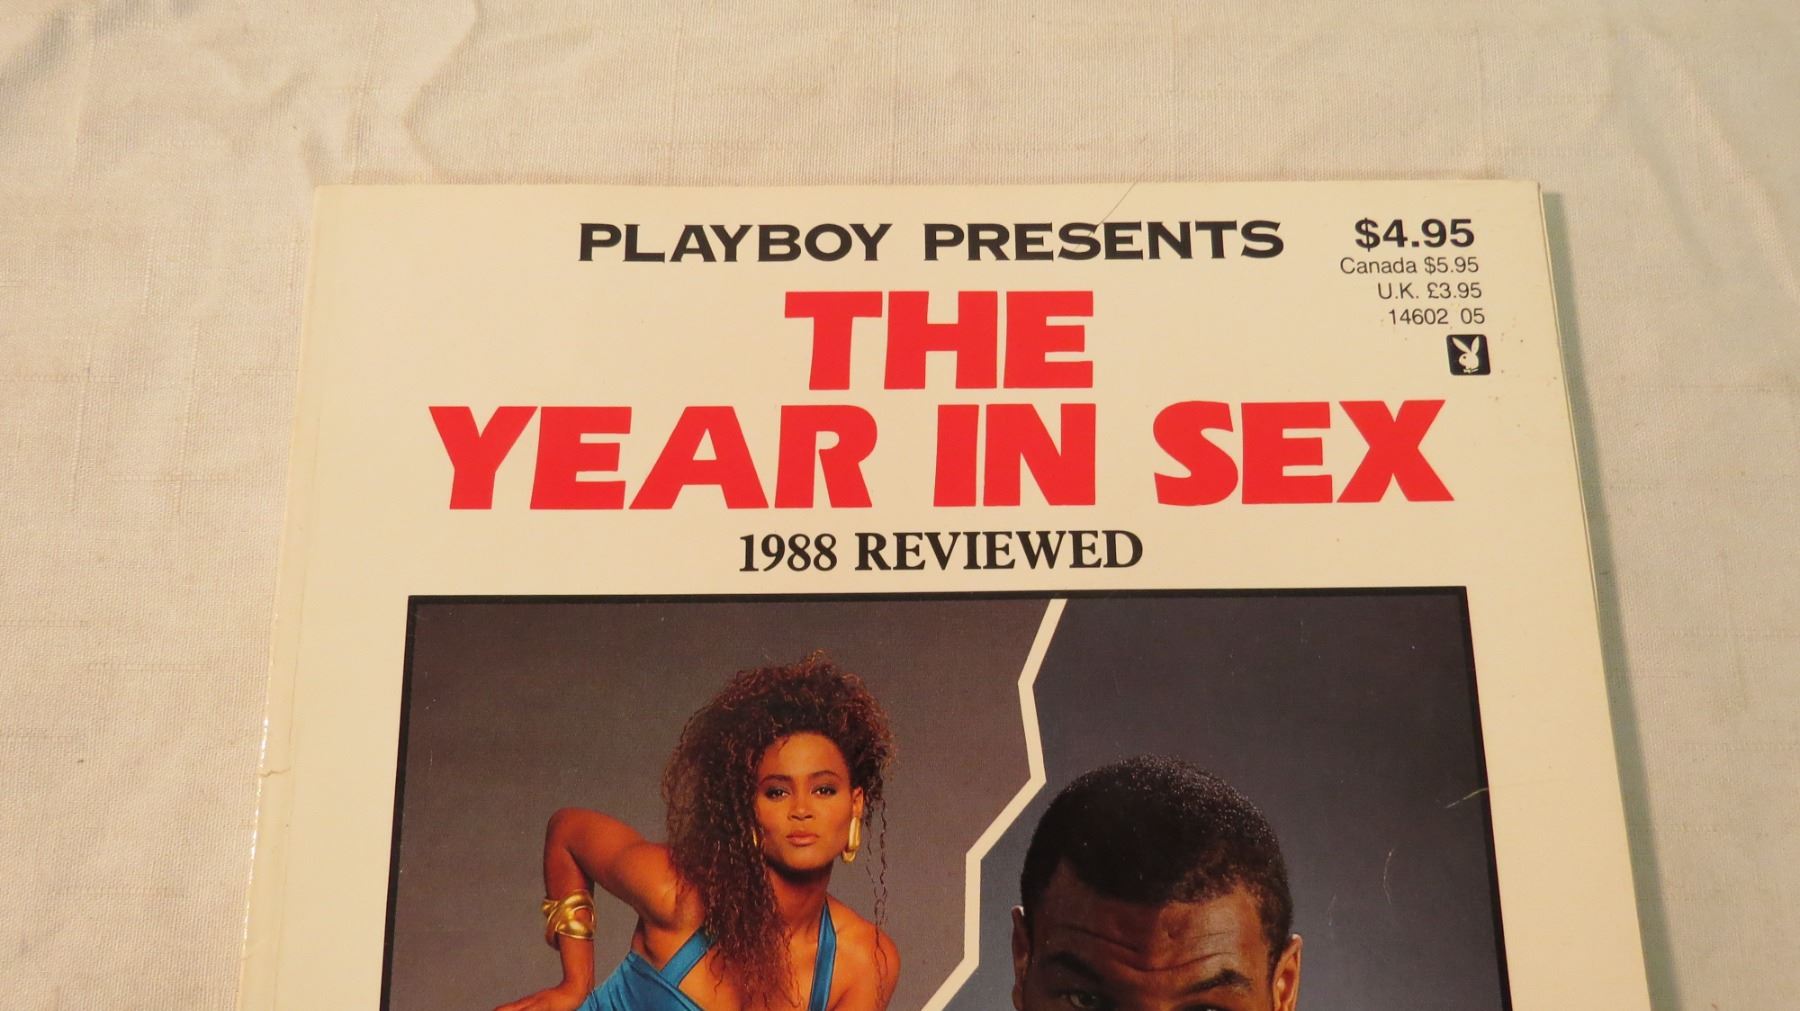 PLAYBOY PRESENTS
$4.95
Canada $5.95
U.K. £3.95
14602 05
THE
YEAR IN SEX
1988 REVIEWED